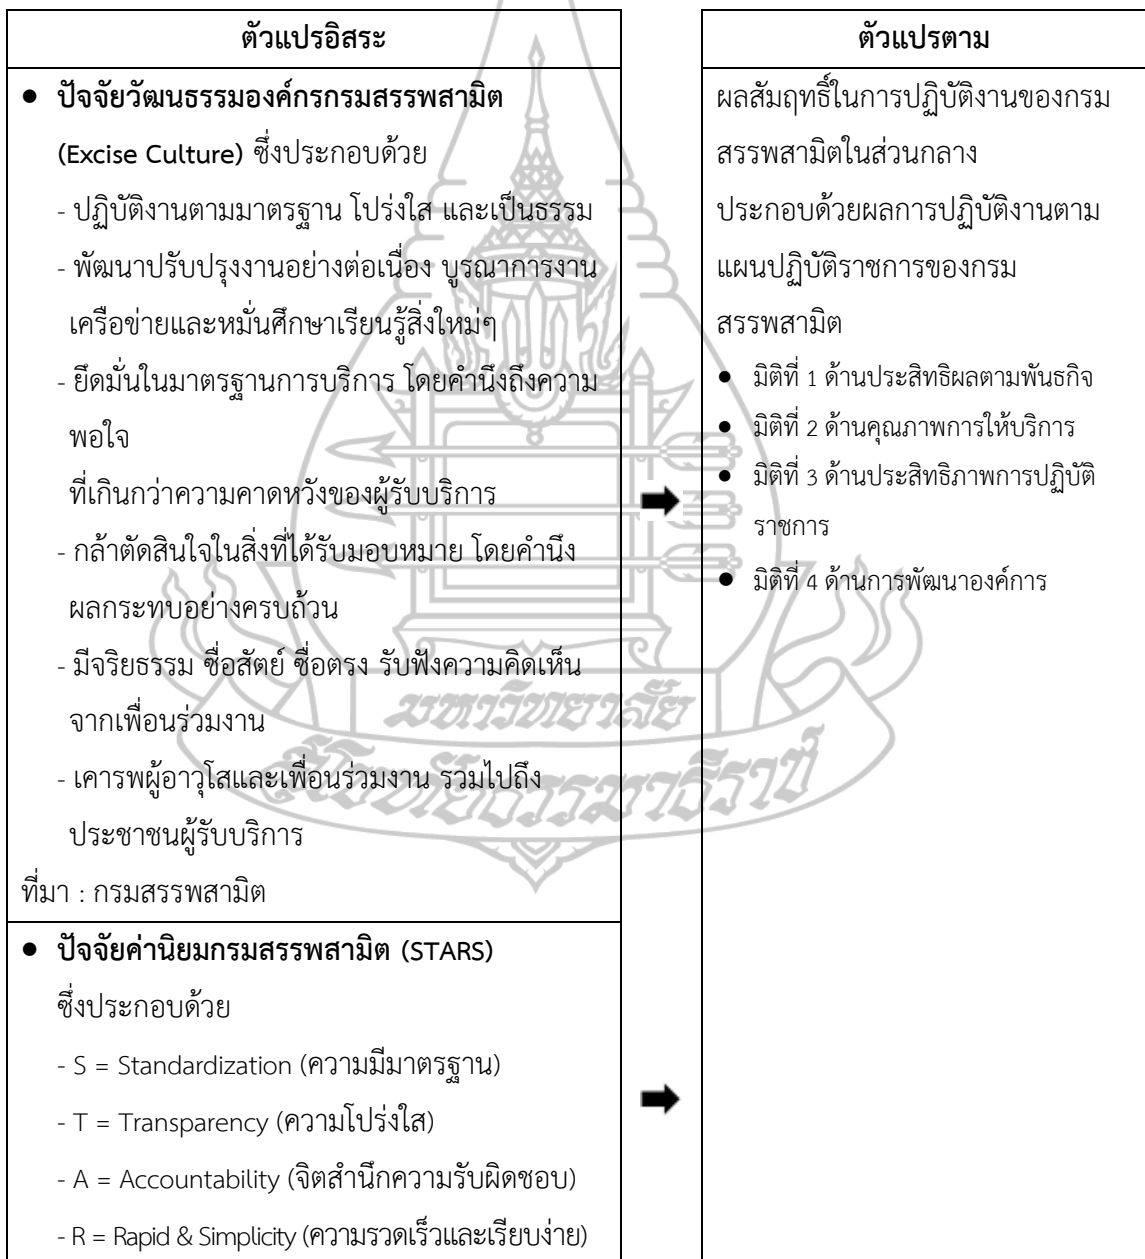 ตัวแปรอิสระ
● ปัจจัยวัฒนธรรมองค์กรกรมสรรพสามิต
(Excise Culture) ซึ่งประกอบด้วย
- ปฏิบัติงานตามมาตรฐาน โปร่งใส และเป็นธรรม
- พัฒนาปรับปรุงงานอย่างต่อเนื่อง บูรณาการงาน
เครือข่ายและหมั่นศึกษาเรียนรู้สิ่งใหม่ๆ
- ยึดมั่นในมาตรฐานการบริการ โดยคำนึงถึงความ
พอใจ
ที่เกินกว่าความคาดหวังของผู้รับบริการ
- กล้าตัดสินใจในสิ่งที่ได้รับมอบหมาย โดยคำนึง
ผลกระทบอย่างครบถ้วน
- มีจริยธรรม ซื่อสัตย์ ซื่อตรง รับฟังความคิดเห็น
จากเพื่อนร่วมงาน
- เคารพผู้อาวุโสและเพื่อนร่วมงาน รวมไปถึง
ประชาชนผู้รับบริการ
ที่มา : กรมสรรพสามิต
● ปัจจัยค่านิยมกรมสรรพสามิต (STARS)
ซึ่งประกอบด้วย
- S = Standardization (ความมีมาตรฐาน)
- T = Transparency (ความโปร่งใส)
- A = Accountability (จิตสำนึกความรับผิดชอบ)
- R = Rapid & Simplicity (ความรวดเร็วและเรียบง่าย)
ตัวแปรตาม
ผลสัมฤทธิ์ในการปฏิบัติงานของกรม
สรรพสามิตในส่วนกลาง
ประกอบด้วยผลการปฏิบัติงานตาม
แผนปฏิบัติราชการของกรม
สรรพสามิต
● มิติที่ 1 ด้านประสิทธิผลตามพันธกิจ
● มิติที่ 2 ด้านคุณภาพการให้บริการ
● มิติที่ 3 ด้านประสิทธิภาพการปฏิบัติ
ราชการ
● มิติที่ 4 ด้านการพัฒนาองค์การ
มหาวิทยาลัย
สุโขทัยธรรมาธิราช